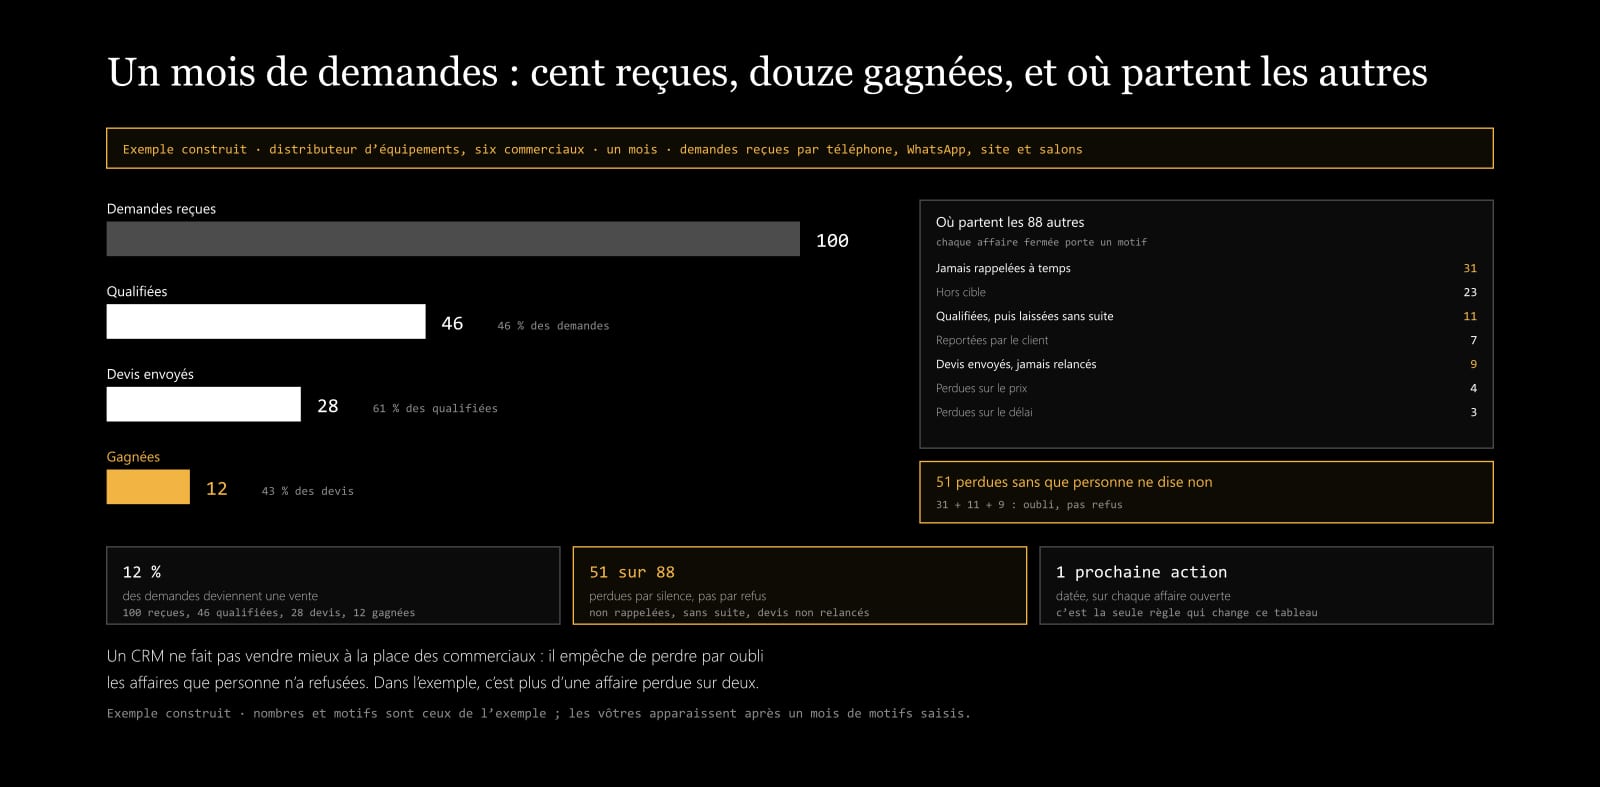 Un mois de demandes : cent reçues, douze gagnées, et où partent les autres
Exemple construit · distributeur d’équipements, six commerciaux · un mois · demandes reçues par téléphone, WhatsApp, site et salons
Demandes reçues
100
Qualifiées
46 46 % des demandes
Devis envoyés
28 61 % des qualifiées
Gagnées
12 43 % des devis
Où partent les 88 autres
chaque affaire fermée porte un motif
Jamais rappelées à temps 31
Hors cible 23
Qualifiées, puis laissées sans suite 11
Reportées par le client 7
Devis envoyés, jamais relancés 9
Perdues sur le prix 4
Perdues sur le délai 3
51 perdues sans que personne ne dise non
31 + 11 + 9 : oubli, pas refus
12 %
des demandes deviennent une vente
100 reçues, 46 qualifiées, 28 devis, 12 gagnées
51 sur 88
perdues par silence, pas par refus
non rappelées, sans suite, devis non relancés
1 prochaine action
datée, sur chaque affaire ouverte
c’est la seule règle qui change ce tableau
Un CRM ne fait pas vendre mieux à la place des commerciaux : il empêche de perdre par oubli
les affaires que personne n’a refusées. Dans l’exemple, c’est plus d’une affaire perdue sur deux.
Exemple construit · nombres et motifs sont ceux de l’exemple ; les vôtres apparaissent après un mois de motifs saisis.